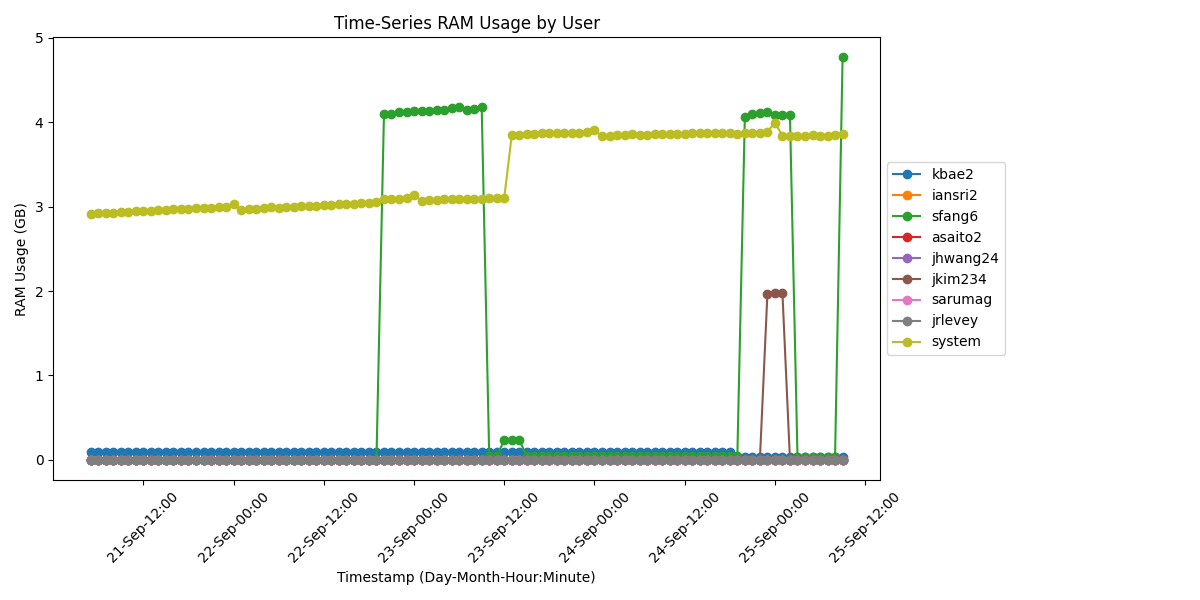 Time-Series RAM Usage by User
5
4
3
2
1
0
RAM Usage (GB)
21-Sep-12:00
22-Sep-00:00
22-Sep-12:00
23-Sep-00:00
23-Sep-12:00
24-Sep-00:00
24-Sep-12:00
25-Sep-00:00
25-Sep-12:00
Timestamp (Day-Month-Hour:Minute)
kbae2
iansri2
sfang6
asaito2
jhwang24
jkim234
sarumag
jrlevey
system